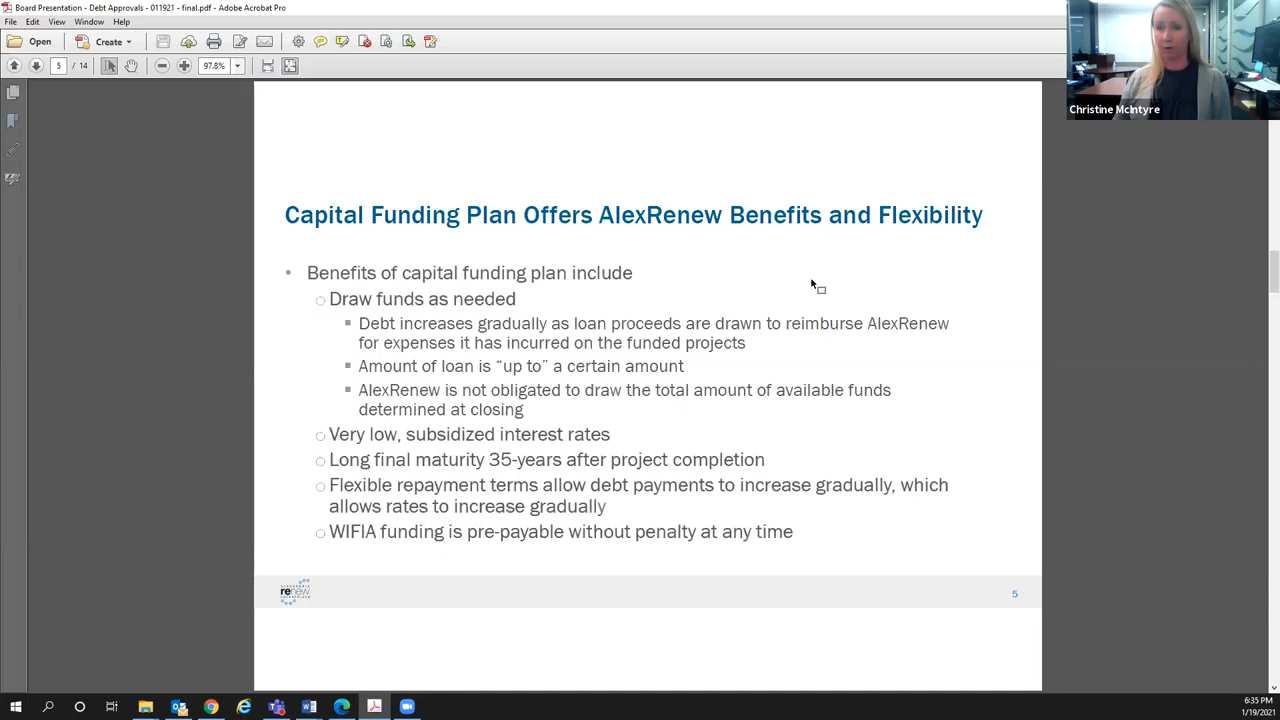 Board Presentation - Debt Approvals - 011921 - final.pdf - Adobe Acrobat Pro
File Edit View Window Help
Open Create
5 / 14 97.8%
Christine McIntyre
Capital Funding Plan Offers AlexRenew Benefits and Flexibility
• Benefits of capital funding plan include
○ Draw funds as needed
▪ Debt increases gradually as loan proceeds are drawn to reimburse AlexRenew
for expenses it has incurred on the funded projects
▪ Amount of loan is “up to” a certain amount
▪ AlexRenew is not obligated to draw the total amount of available funds
determined at closing
○ Very low, subsidized interest rates
○ Long final maturity 35-years after project completion
○ Flexible repayment terms allow debt payments to increase gradually, which
allows rates to increase gradually
○ WIFIA funding is pre-payable without penalty at any time
renew
5
6:35 PM
1/19/2021